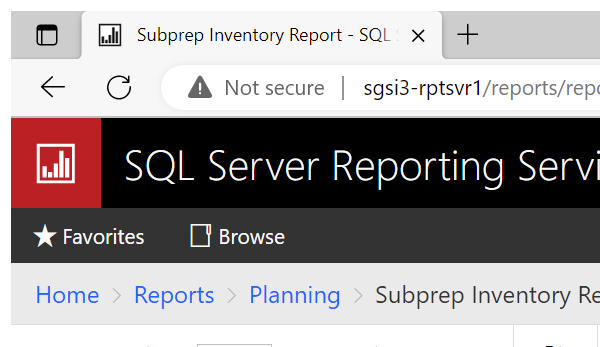 Subprep Inventory Report - SQL
Not secure | sgsi3-rptsvr1/reports/repo
SQL Server Reporting Servi
Favorites Browse
Home > Reports > Planning > Subprep Inventory Re